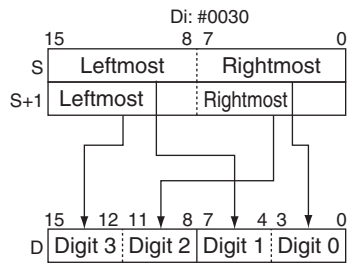 Di: #0030
15 8 7 0
S Leftmost Rightmost
S+1 Leftmost Rightmost
15 12 11 8 7 4 3 0
D Digit 3 Digit 2 Digit 1 Digit 0